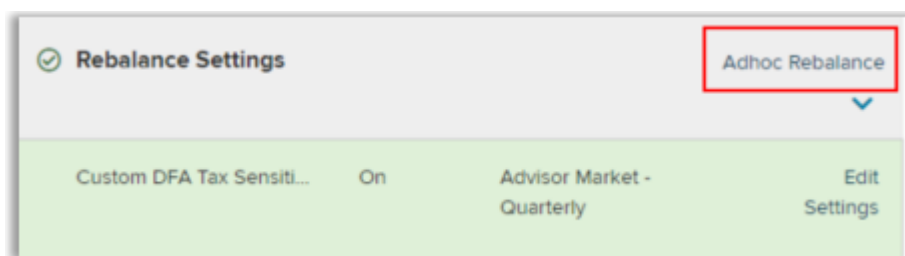 Rebalance Settings
Adhoc Rebalance
Custom DFA Tax Sensiti... On Advisor Market - Edit
Quarterly Settings